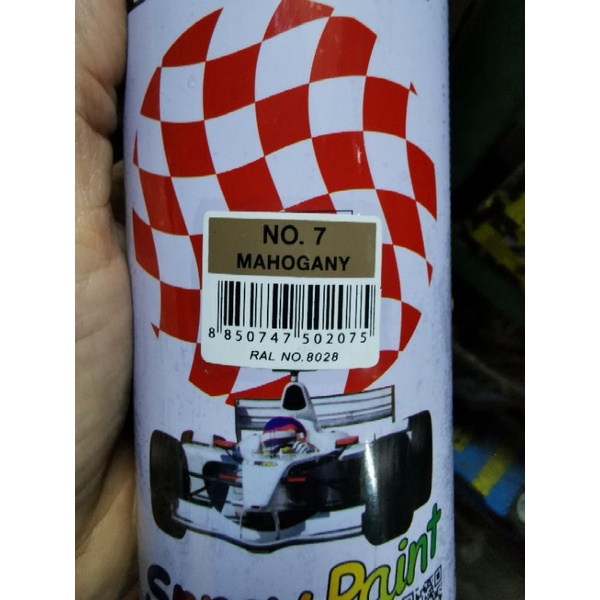 NO. 7
MAHOGANY
8 850747 502075
RAL NO.8028
Spray Paint